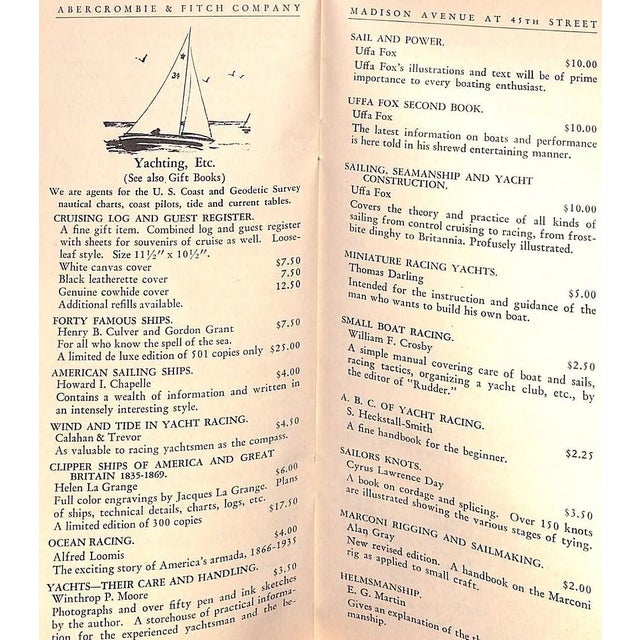 ABERCROMBIE & FITCH COMPANY
34
Yachting, Etc.
(See also Gift Books)
We are agents for the U. S. Coast and Geodetic Survey
nautical charts, coast pilots, tide and current tables.
CRUISING LOG AND GUEST REGISTER.
A fine gift item. Combined log and guest register
with sheets for souvenirs of cruise as well. Loose-
leaf style. Size 11½" x 10½".
White canvas cover $7.50
Black leatherette cover 7.50
Genuine cowhide cover 12.50
Additional refills available.
FORTY FAMOUS SHIPS.
Henry B. Culver and Gordon Grant $7.50
For all who know the spell of the sea.
A limited de luxe edition of 501 copies only $25.00
AMERICAN SAILING SHIPS.
Howard I. Chapelle $4.00
Contains a wealth of information and written in
an intensely interesting style.
WIND AND TIDE IN YACHT RACING.
Calahan & Trevor $4.50
As valuable to racing yachtsmen as the compass.
CLIPPER SHIPS OF AMERICA AND GREAT
BRITAIN 1835-1869.
Helen La Grange $6.00
Full color engravings by Jacques La Grange. Plans
of ships, technical details, charts, logs, etc.
A limited edition of 300 copies $17.50
OCEAN RACING.
Alfred Loomis $4.00
The exciting story of America's armada, 1866-1935
YACHTS—THEIR CARE AND HANDLING.
Winthrop P. Moore $3.50
Photographs and over fifty pen and ink sketches
by the author. A storehouse of practical informa-
tion for the experienced yachtsman and the be-
MADISON AVENUE AT 45TH STREET
SAIL AND POWER.
Uffa Fox $10.00
Uffa Fox's illustrations and text will be of prime
importance to every boating enthusiast.
UFFA FOX SECOND BOOK.
Uffa Fox $10.00
The latest information on boats and performance
is here told in his shrewd entertaining manner.
SAILING, SEAMANSHIP AND YACHT
CONSTRUCTION.
Uffa Fox $10.00
Covers the theory and practice of all kinds of
sailing from control cruising to racing, from frost-
bite dinghy to Britannia. Profusely illustrated.
MINIATURE RACING YACHTS.
Thomas Darling $5.00
Intended for the instruction and guidance of the
man who wants to build his own boat.
SMALL BOAT RACING.
William F. Crosby $2.50
A simple manual covering care of boat and sails,
racing tactics, organizing a yacht club, etc., by
the editor of "Rudder."
A. B. C. OF YACHT RACING.
S. Heckstall-Smith $2.25
A fine handbook for the beginner.
SAILORS KNOTS.
Cyrus Lawrence Day $3.50
A book on cordage and splicing. Over 150 knots
are illustrated showing the various stages of tying.
MARCONI RIGGING AND SAILMAKING.
Alan Gray $2.00
New revised edition. A handbook on the Marconi
rig as applied to small craft.
HELMSMANSHIP.
E. G. Martin
Gives an explanation of the
manship.